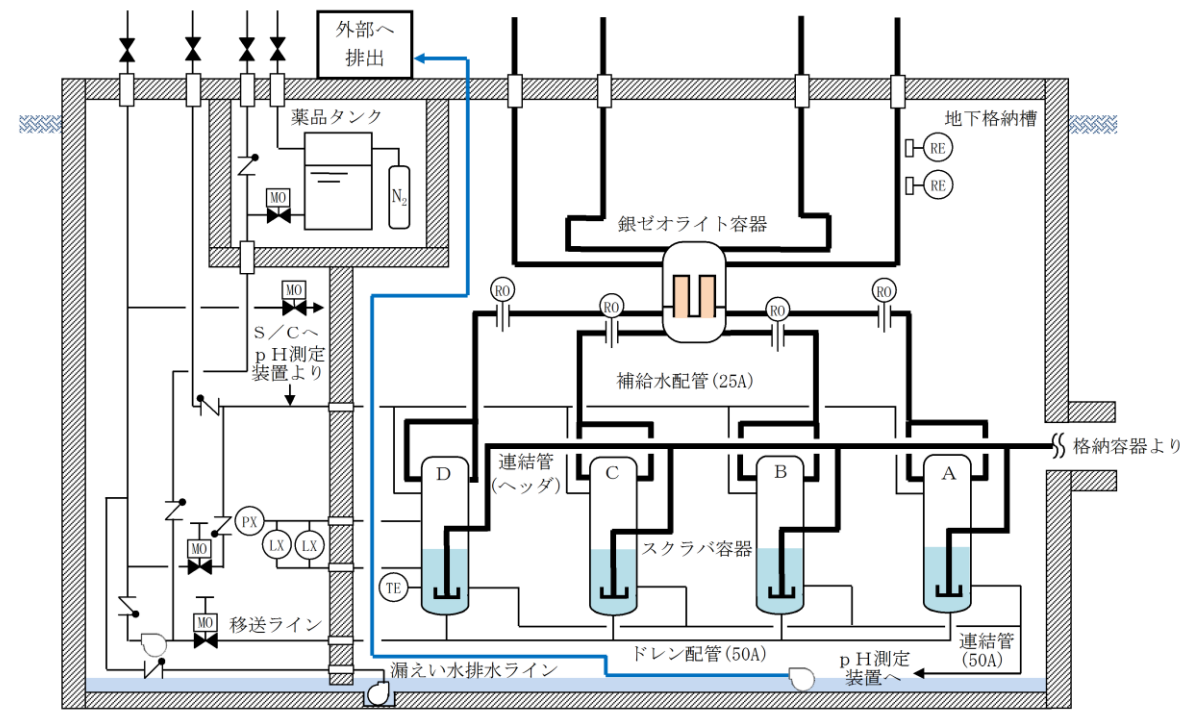 外部へ
排出
薬品タンク
地下格納槽
RE
MO
N₂
RE
銀ゼオライト容器
MO
RO
RO
RO
RO
S/Cへ
pH測定
装置より
補給水配管(25A)
連結管
(ヘッダ)
格納容器より
D
C
B
A
PX
LX
LX
MO
スクラバ容器
TE
MO
移送ライン
ドレン配管(50A)
連結管
(50A)
漏えい水排水ライン
pH測定
装置へ